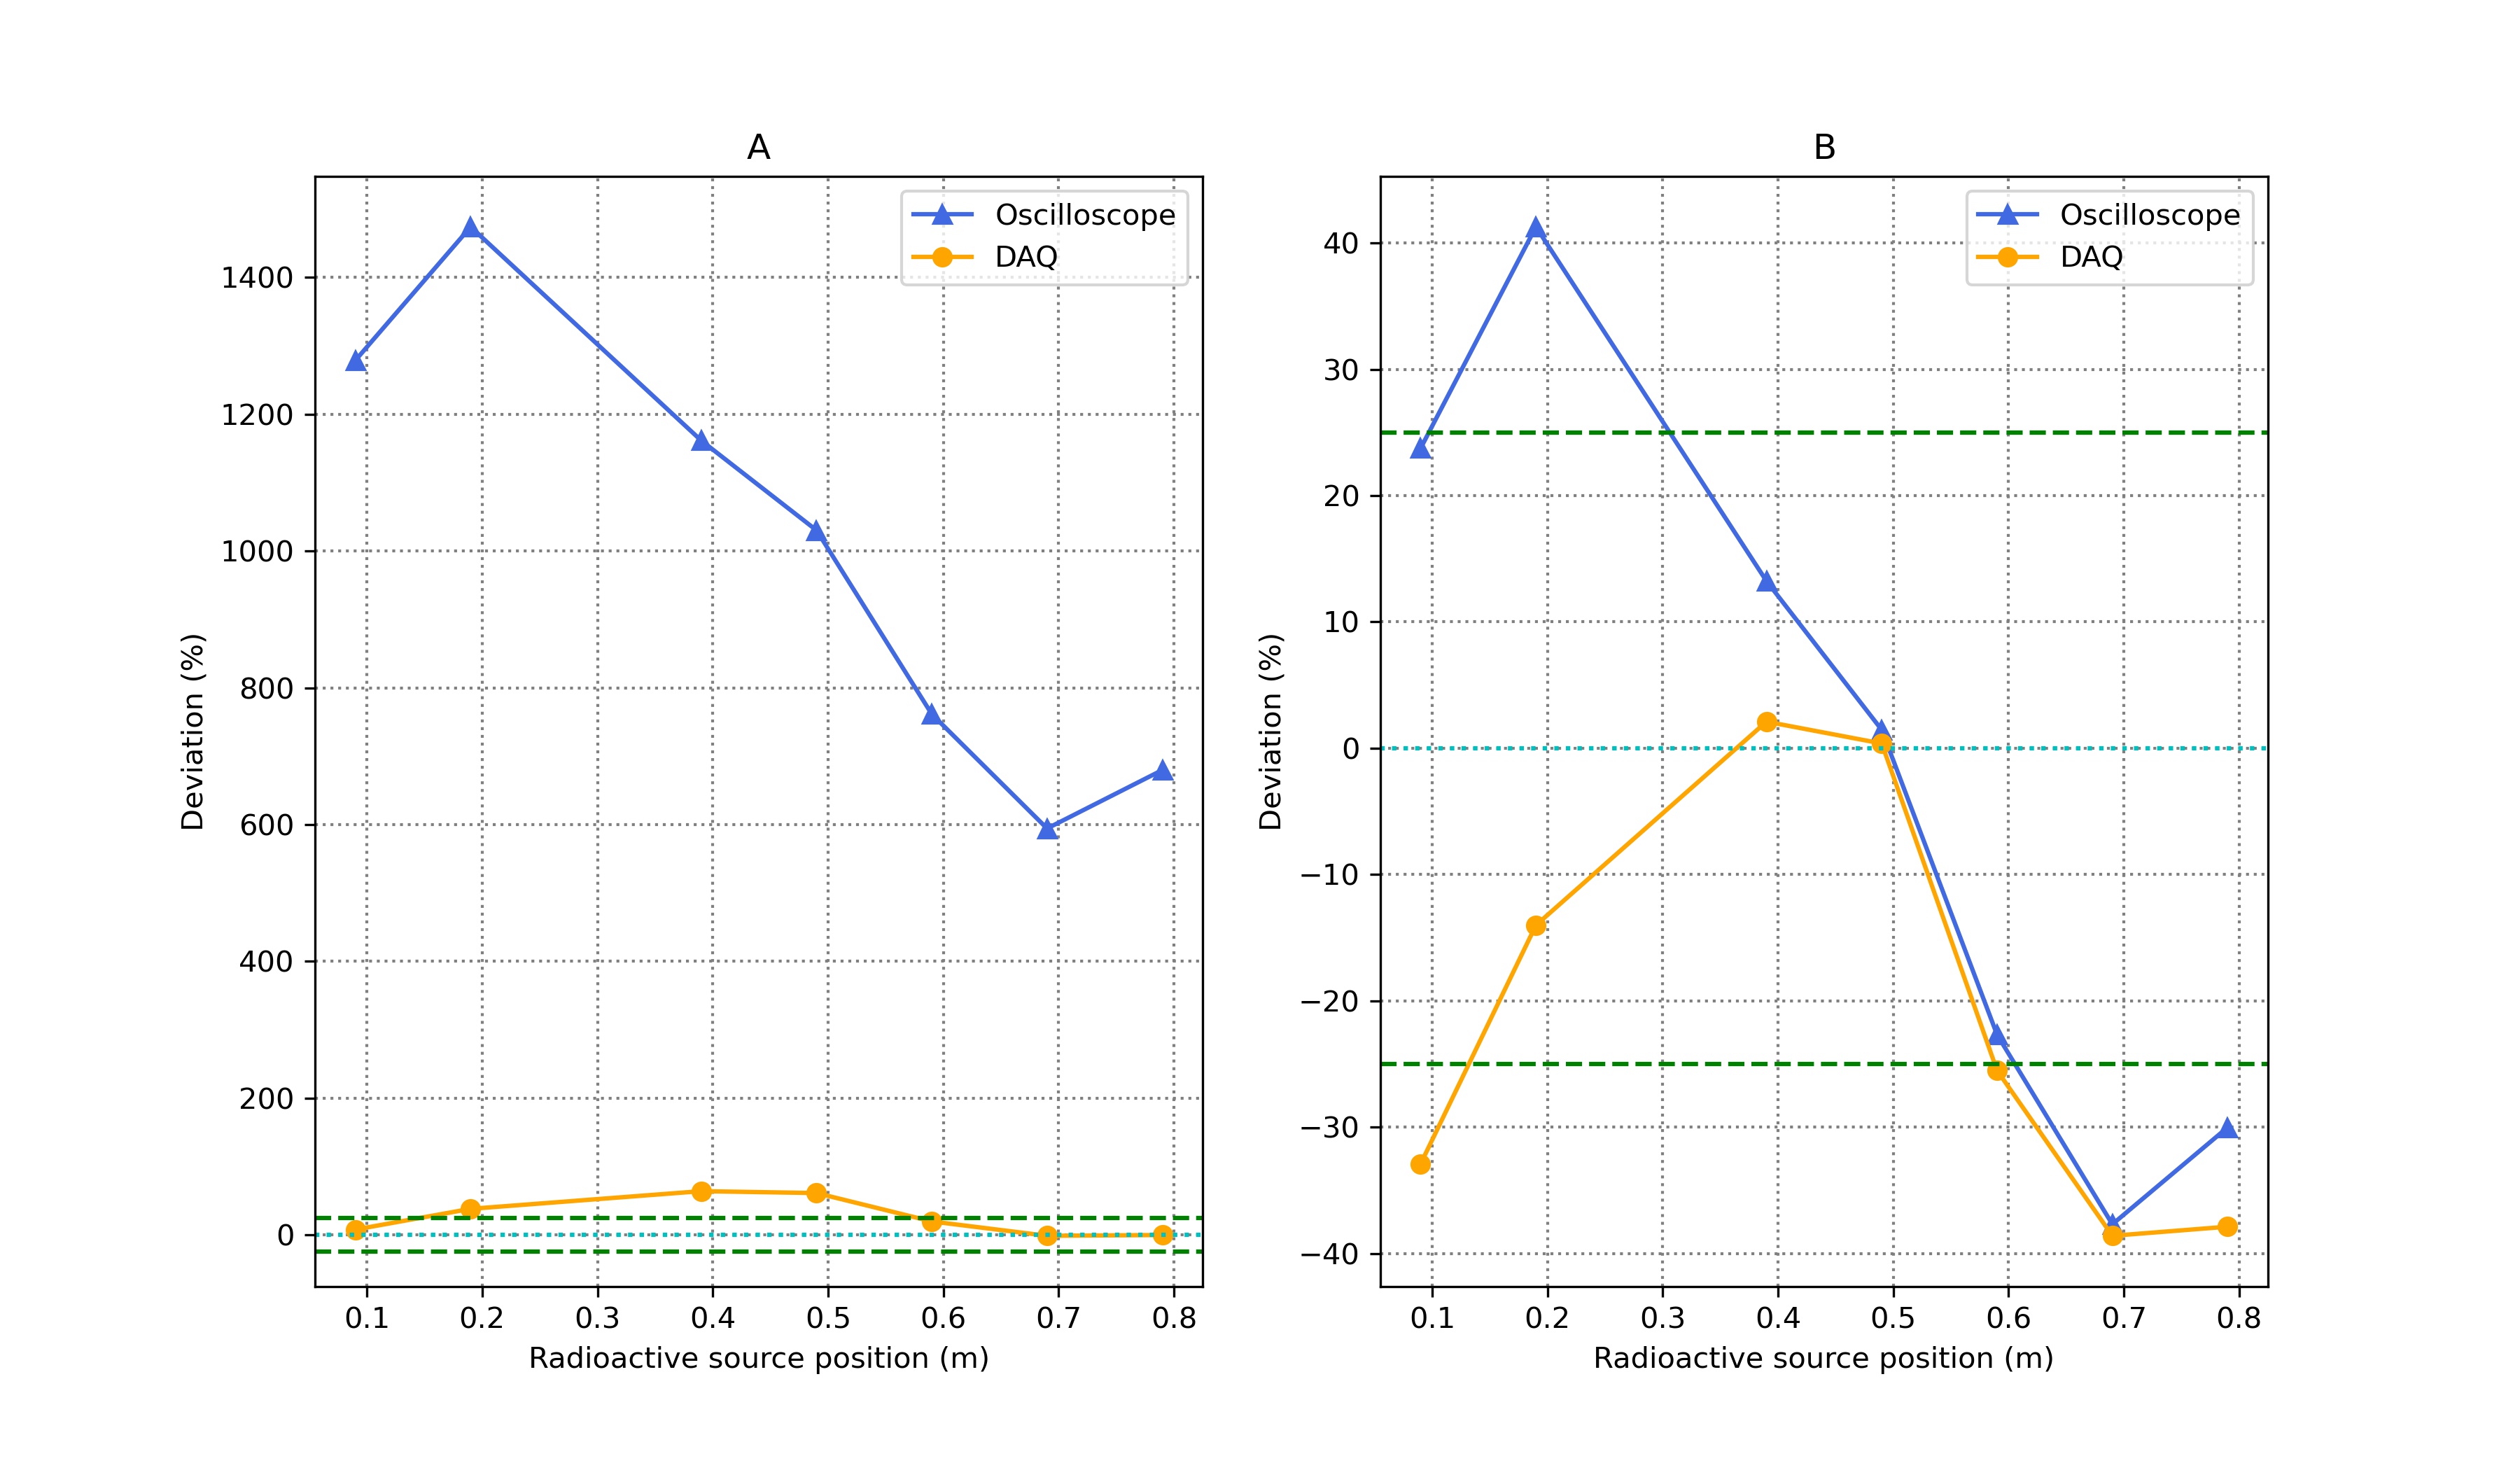 A
Oscilloscope
DAQ
1400
1200
1000
800
600
400
200
0
Deviation (%)
0.1 0.2 0.3 0.4 0.5 0.6 0.7 0.8
Radioactive source position (m)
B
Oscilloscope
DAQ
40
30
20
10
0
−10
−20
−30
−40
Deviation (%)
0.1 0.2 0.3 0.4 0.5 0.6 0.7 0.8
Radioactive source position (m)